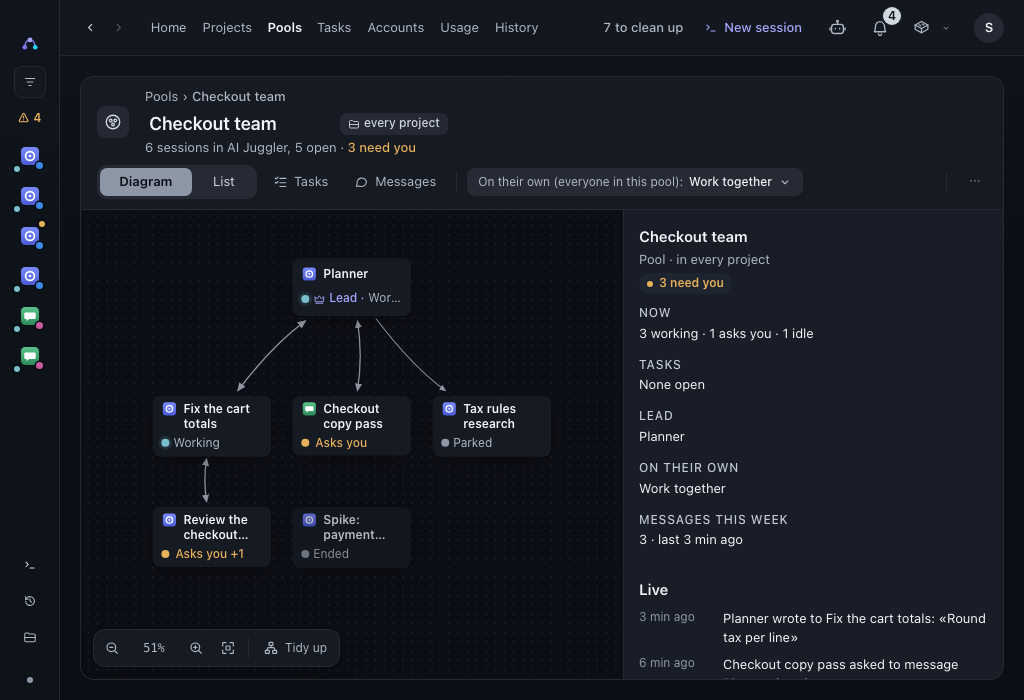 Home Projects Pools Tasks Accounts Usage History 7 to clean up New session 4 S
4
Pools › Checkout team
Checkout team every project
6 sessions in AI Juggler, 5 open · 3 need you
Diagram List Tasks Messages On their own (everyone in this pool): Work together ...
Planner
Lead · Wor...
Fix the cart totals
Working
Checkout copy pass
Asks you
Tax rules research
Parked
Review the checkout...
Asks you +1
Spike: payment...
Ended
51% Tidy up
Checkout team
Pool · in every project
3 need you
NOW
3 working · 1 asks you · 1 idle
TASKS
None open
LEAD
Planner
ON THEIR OWN
Work together
MESSAGES THIS WEEK
3 · last 3 min ago
Live
3 min ago Planner wrote to Fix the cart totals: «Round
tax per line»
6 min ago Checkout copy pass asked to message